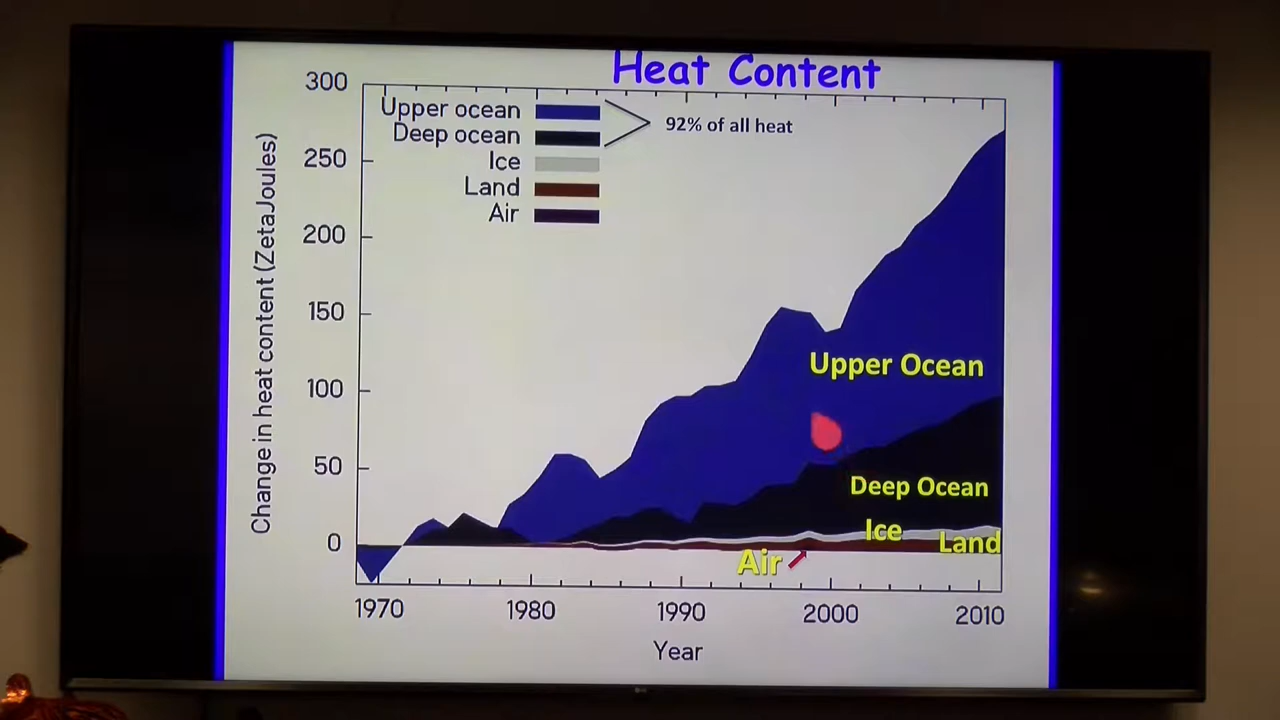 Heat Content
300
250
200
150
100
50
0
Change in heat content (ZetaJoules)
Upper ocean
Deep ocean
Ice
Land
Air
92% of all heat
Upper Ocean
Deep Ocean
Ice
Land
Air
1970 1980 1990 2000 2010
Year